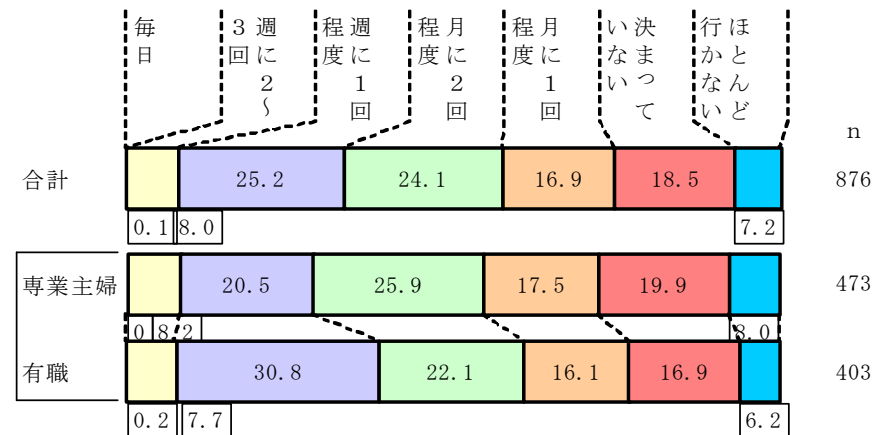 毎日
週に2～3回
週に1回程度
月に2回程度
月に1回程度
決まっていない
ほとんど行かない
n
合計 25.2 24.1 16.9 18.5 876
0.1 8.0 7.2
専業主婦 20.5 25.9 17.5 19.9 473
0 8.2 8.0
有職 30.8 22.1 16.1 16.9 403
0.2 7.7 6.2